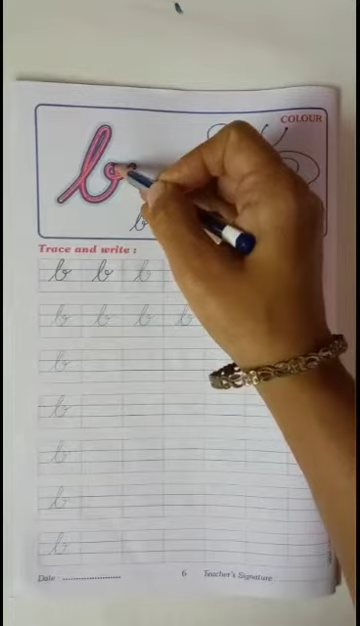 COLOUR
b
b
Trace and write :
b b b
b b b b
b
b
b
b
b
Date : ........................ 6 Teacher's Signature